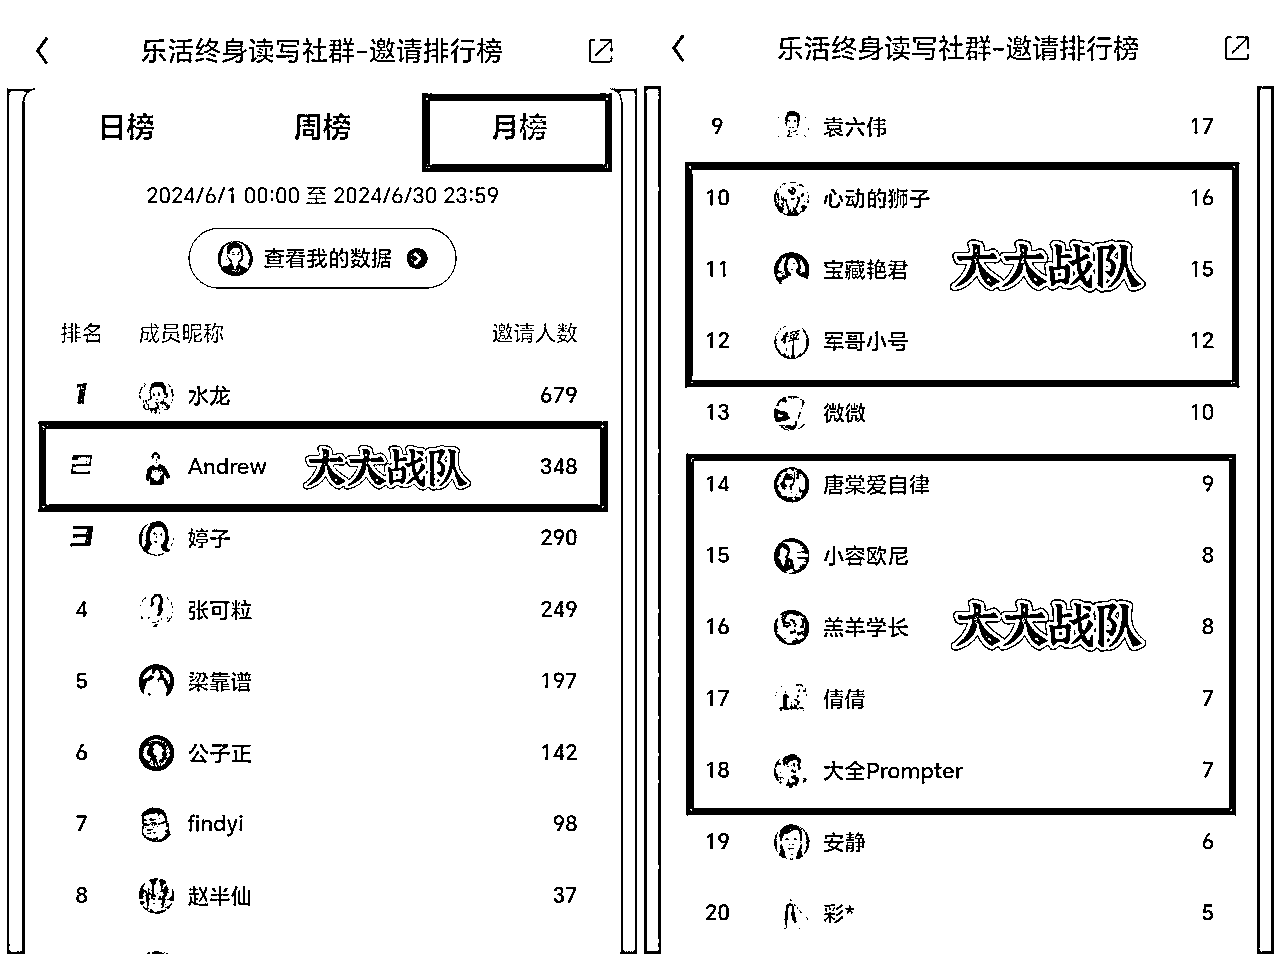 乐活终身读写社群-邀请排行榜
日榜 周榜 月榜
2024/6/1 00:00 至 2024/6/30 23:59
查看我的数据
排名 成员昵称 邀请人数
1 水龙 679
2 Andrew 大大战队 348
3 婷子 290
4 张可粒 249
5 梁靠谱 197
6 公子正 142
7 findyi 98
8 赵半仙 37
乐活终身读写社群-邀请排行榜
9 袁六伟 17
10 心动的狮子 16
11 宝藏艳君 大大战队 15
12 军哥小号 12
13 微微 10
14 唐棠爱自律 9
15 小容欧尼 8
16 羔羊学长 大大战队 8
17 倩倩 7
18 大全Prompter 7
19 安静 6
20 彩* 5